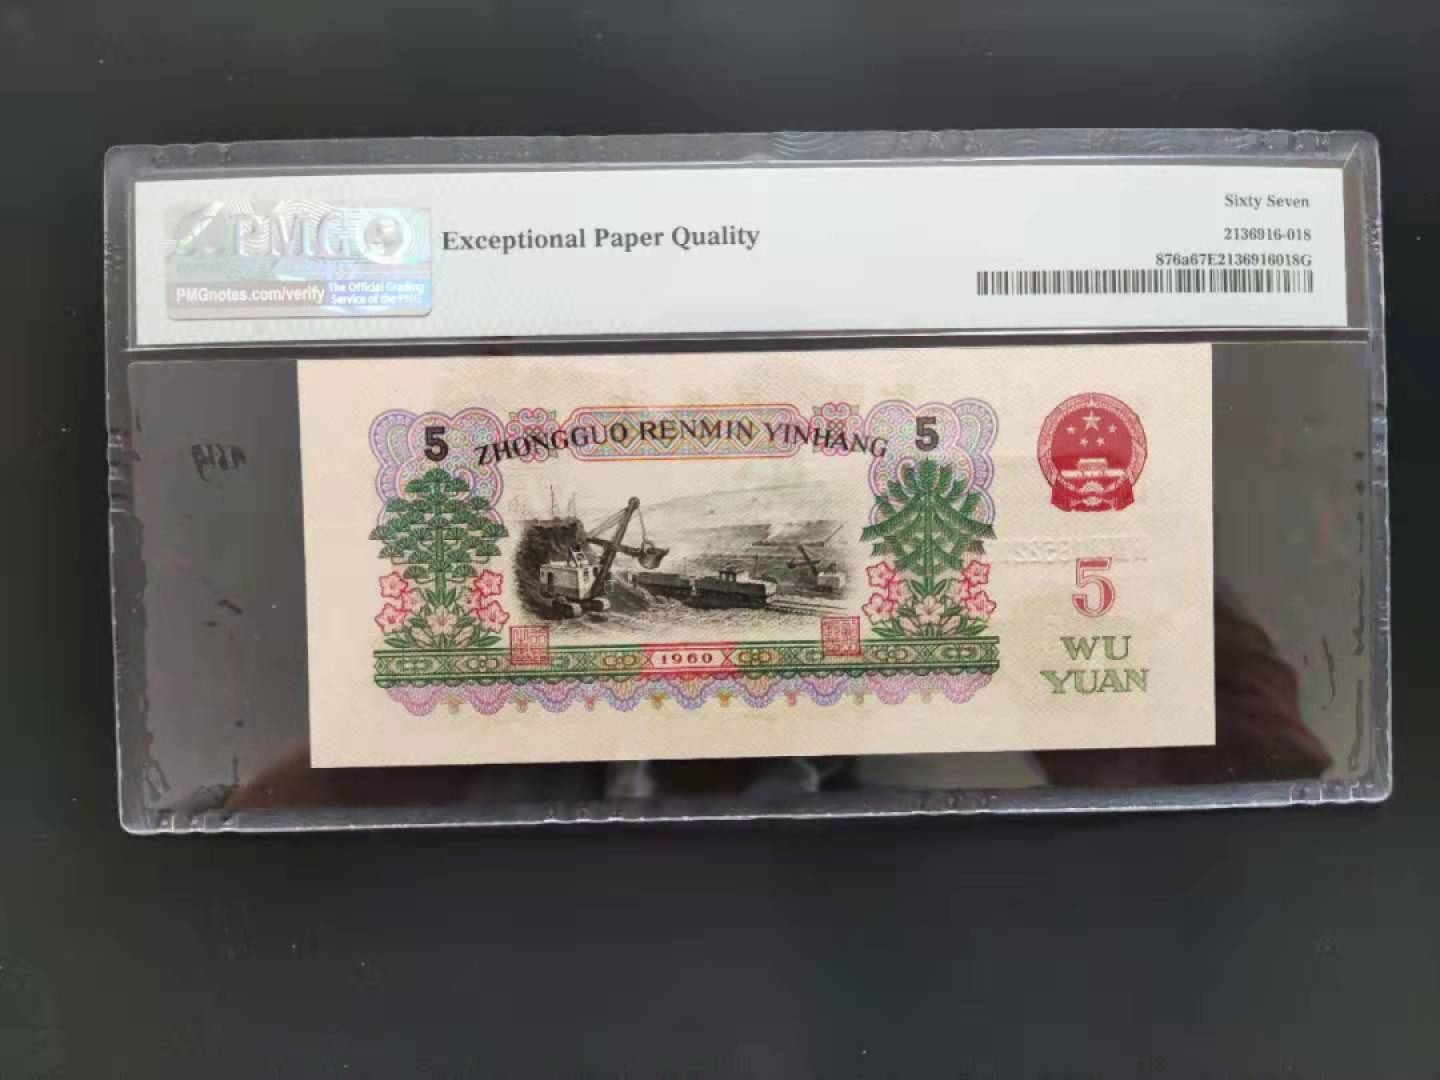 PMG
PMGnotes.com/verify
The Official Grading
Service of the PNG
Exceptional Paper Quality
Sixty Seven
2136916-018
876a67E2136916018G
5
ZHONGGUO RENMIN YINHANG
5
1960
5
WU
YUAN